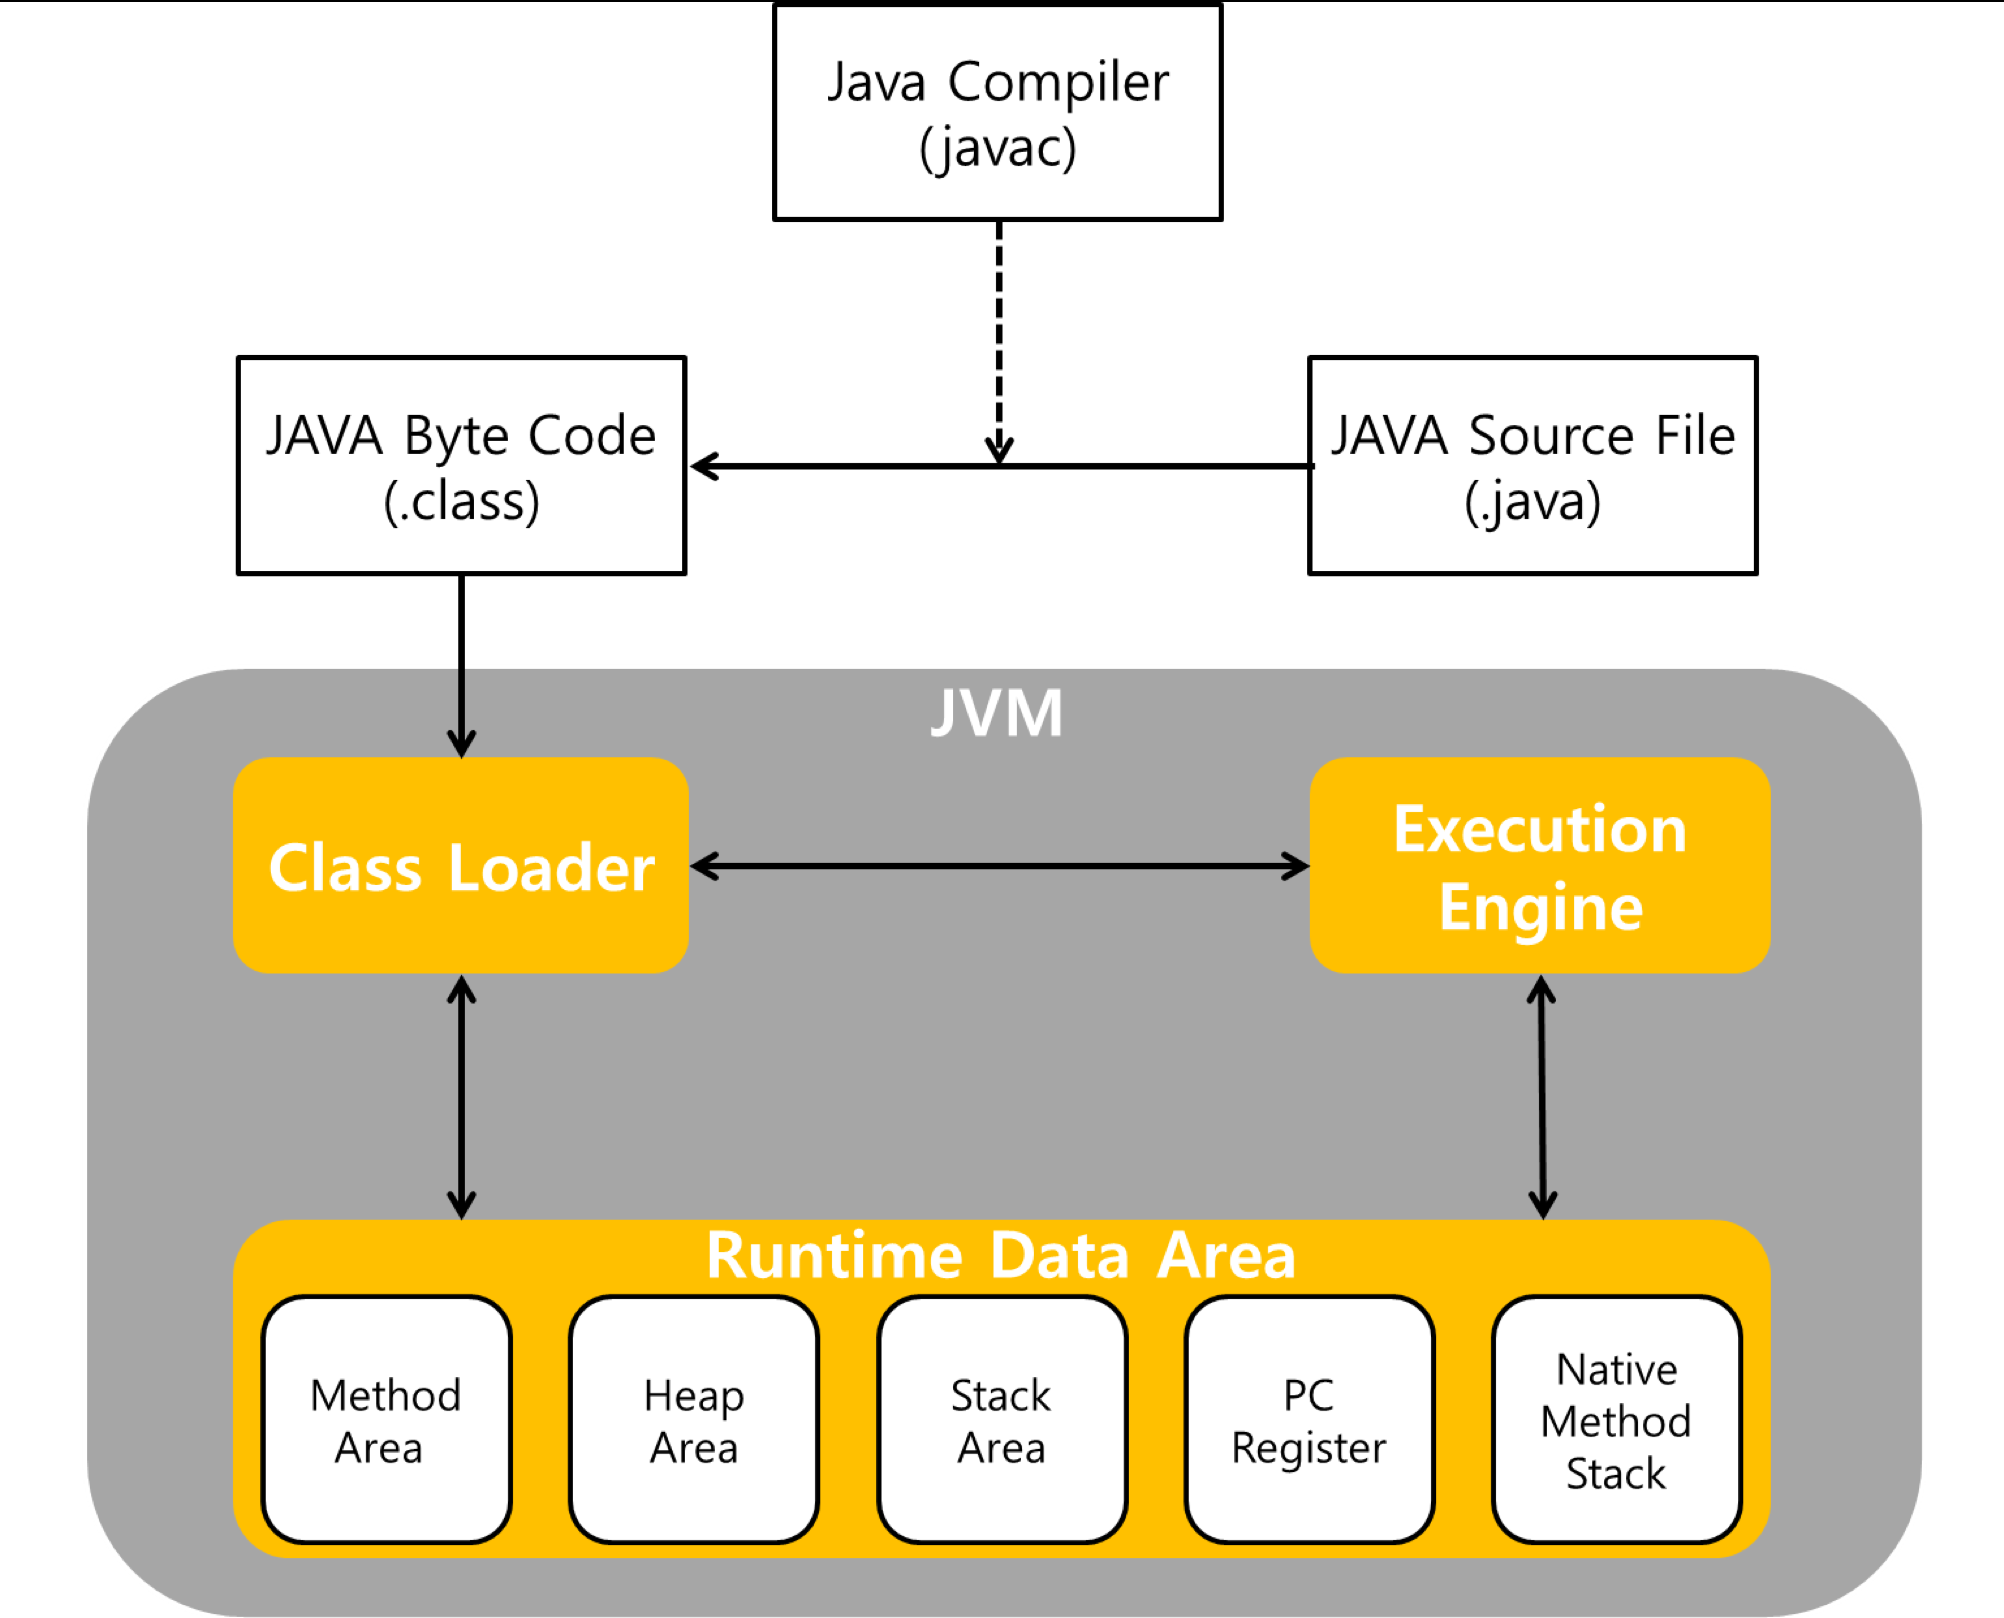 Java Compiler
(javac)
JAVA Byte Code
(.class)
JAVA Source File
(.java)
JVM
Class Loader
Execution
Engine
Runtime Data Area
Method
Area
Heap
Area
Stack
Area
PC
Register
Native
Method
Stack